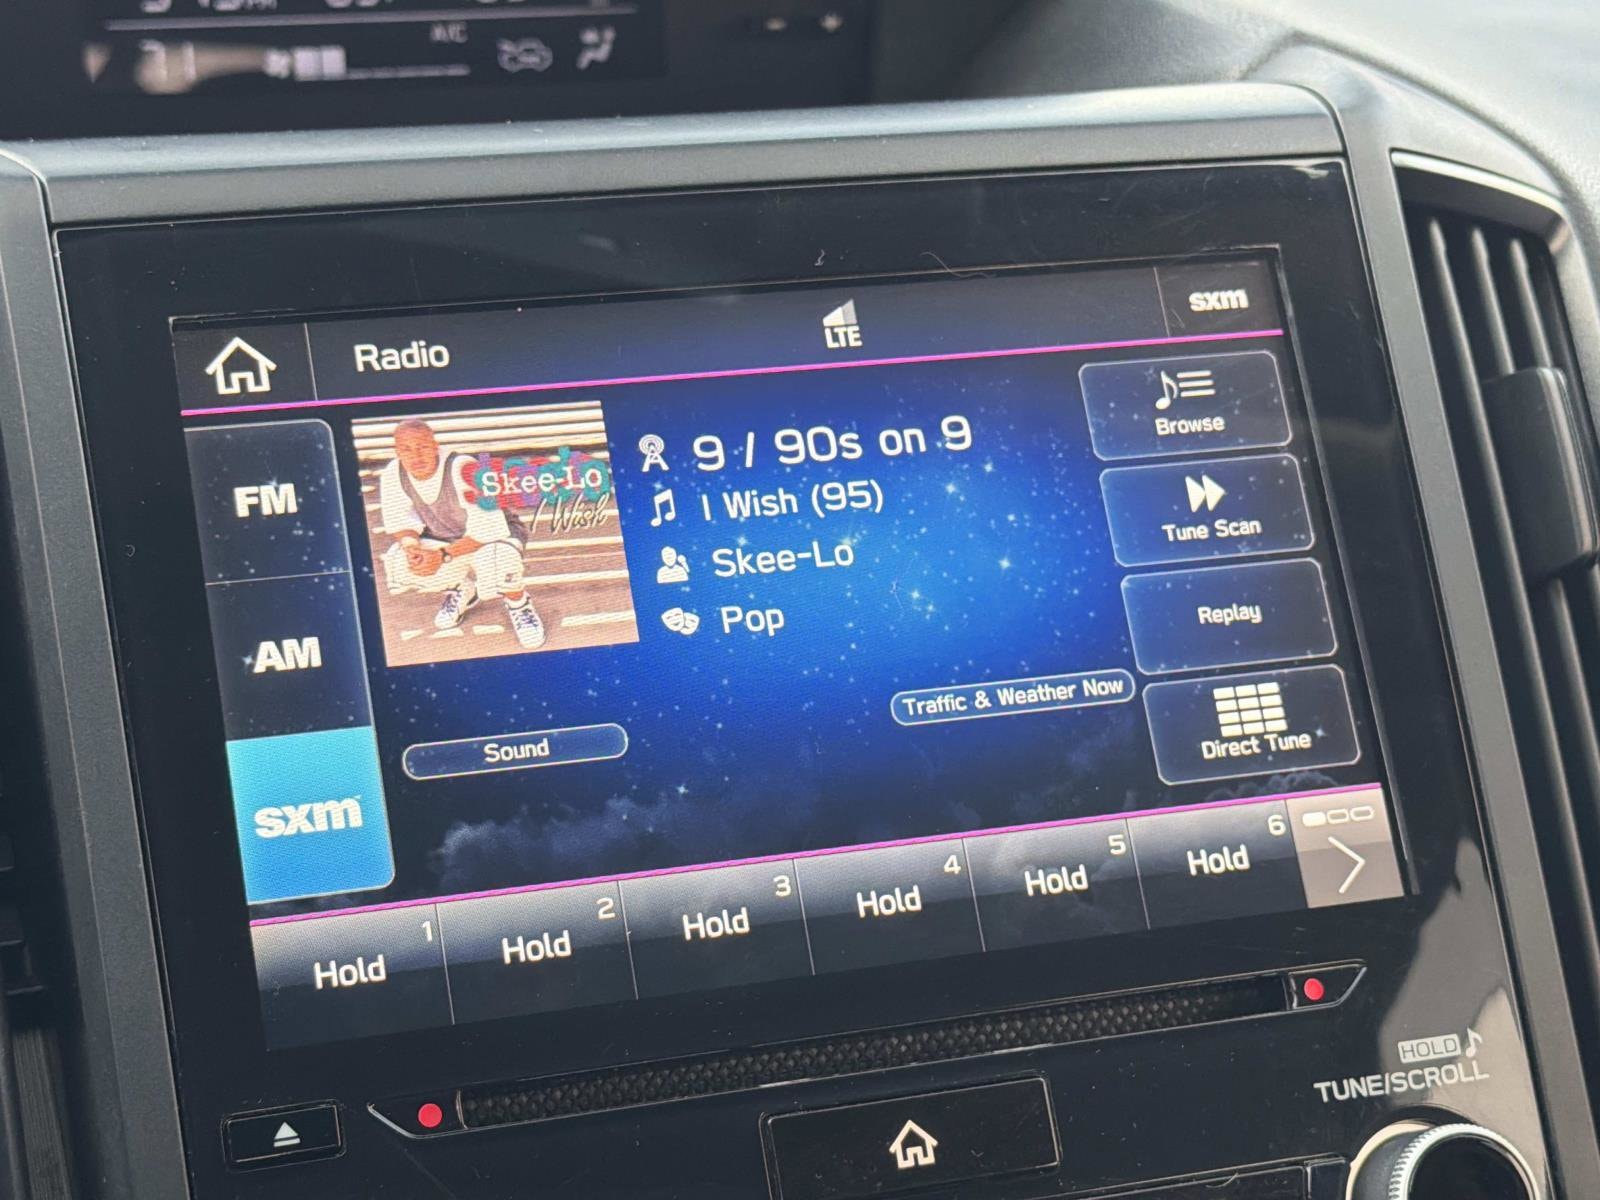 A/C
Radio
LTE
sxm
FM
AM
sxm
Skee-Lo
I Wish
9 / 90s on 9
I Wish (95)
Skee-Lo
Pop
Browse
Tune Scan
Replay
Direct Tune
Sound
Traffic & Weather Now
1
Hold
2
Hold
3
Hold
4
Hold
5
Hold
6
Hold
HOLD
TUNE/SCROLL